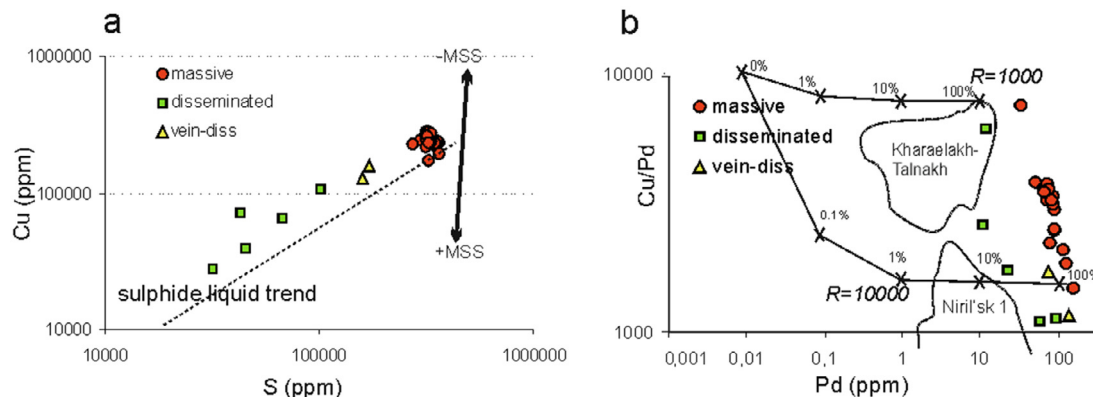 a
1000000
100000
10000
Cu (ppm)
massive
disseminated
vein-diss
-MSS
+MSS
sulphide liquid trend
10000
100000
1000000
S (ppm)
b
10000
1000
Cu/Pd
0%
1%
10%
100%
R=1000
massive
disseminated
vein-diss
Kharaelakh-
Talnakh
0.1%
1%
10%
100%
R=10000
Niril'sk 1
0,001
0,01
0,1
1
10
100
Pd (ppm)